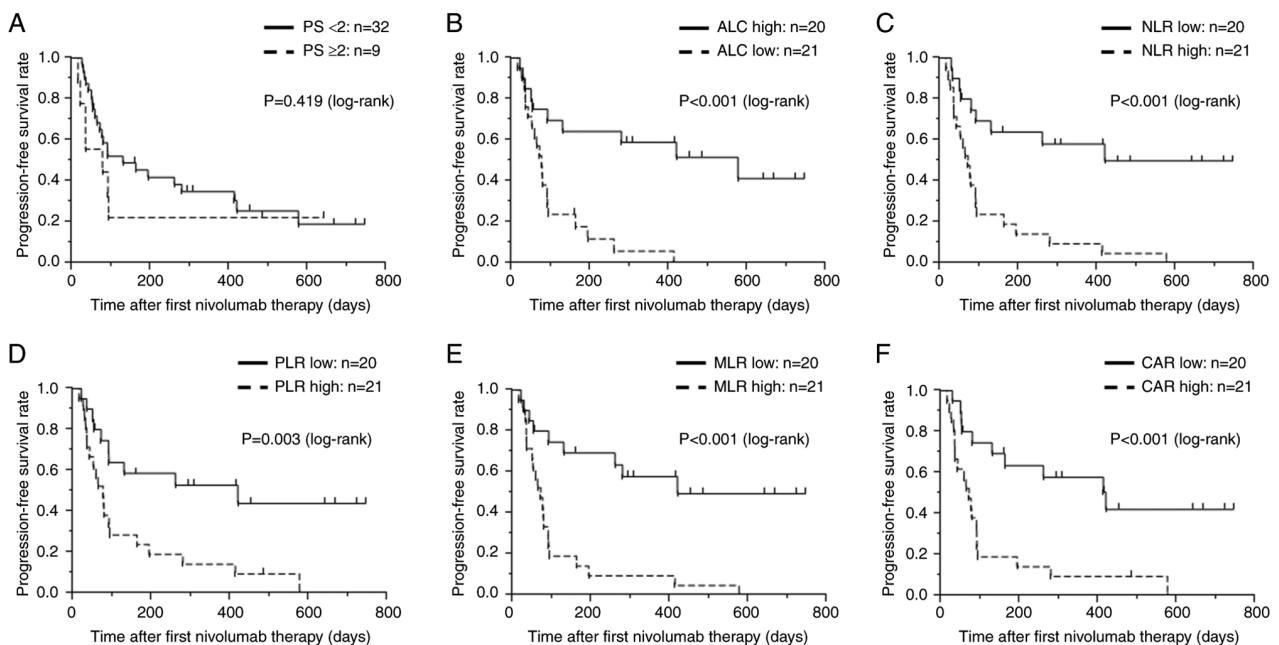 A
PS <2: n=32
PS ≥2: n=9
P=0.419 (log-rank)
Progression-free survival rate
1.0
0.8
0.6
0.4
0.2
0.0
0 200 400 600 800
Time after first nivolumab therapy (days)
B
ALC high: n=20
ALC low: n=21
P<0.001 (log-rank)
Progression-free survival rate
1.0
0.8
0.6
0.4
0.2
0.0
0 200 400 600 800
Time after first nivolumab therapy (days)
C
NLR low: n=20
NLR high: n=21
P<0.001 (log-rank)
Progression-free survival rate
1.0
0.8
0.6
0.4
0.2
0.0
0 200 400 600 800
Time after first nivolumab therapy (days)
D
PLR low: n=20
PLR high: n=21
P=0.003 (log-rank)
Progression-free survival rate
1.0
0.8
0.6
0.4
0.2
0.0
0 200 400 600 800
Time after first nivolumab therapy (days)
E
MLR low: n=20
MLR high: n=21
P<0.001 (log-rank)
Progression-free survival rate
1.0
0.8
0.6
0.4
0.2
0.0
0 200 400 600 800
Time after first nivolumab therapy (days)
F
CAR low: n=20
CAR high: n=21
P<0.001 (log-rank)
Progression-free survival rate
1.0
0.8
0.6
0.4
0.2
0.0
0 200 400 600 800
Time after first nivolumab therapy (days)